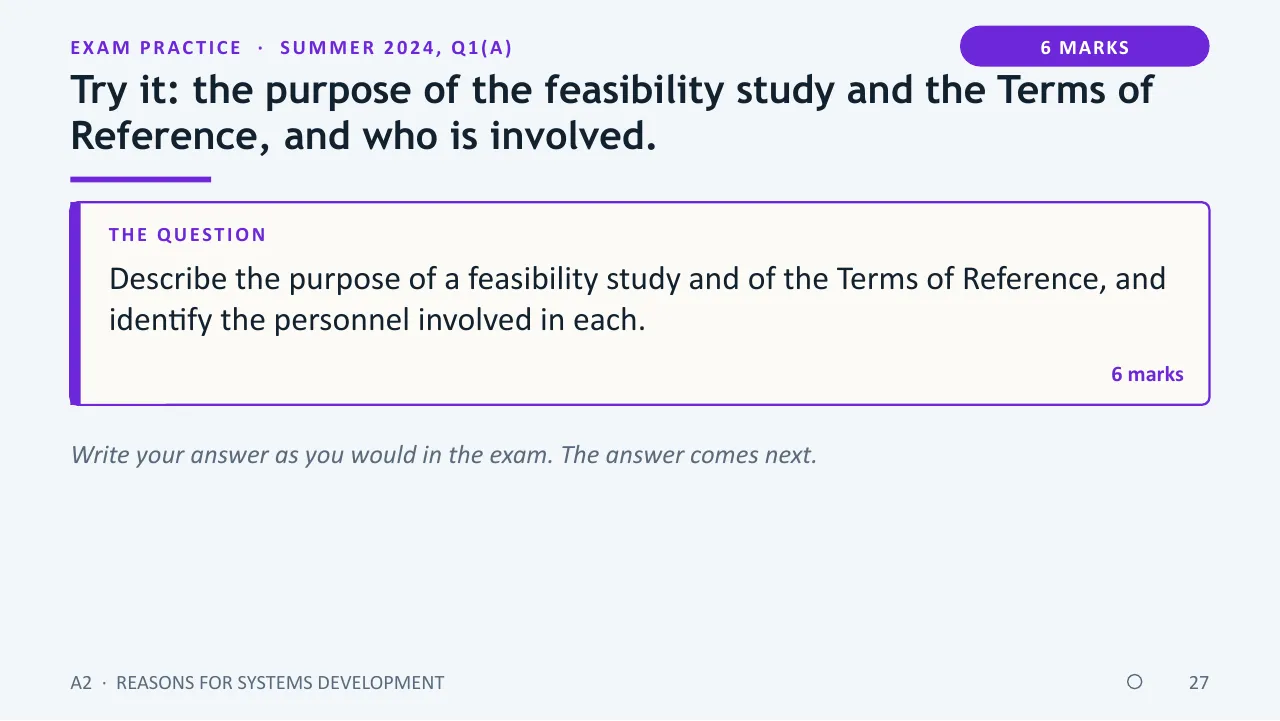 EXAM PRACTICE · SUMMER 2024, Q1(A)
6 MARKS
Try it: the purpose of the feasibility study and the Terms of
Reference, and who is involved.
THE QUESTION
Describe the purpose of a feasibility study and of the Terms of Reference, and
identify the personnel involved in each.
6 marks
Write your answer as you would in the exam. The answer comes next.
A2 · REASONS FOR SYSTEMS DEVELOPMENT
27